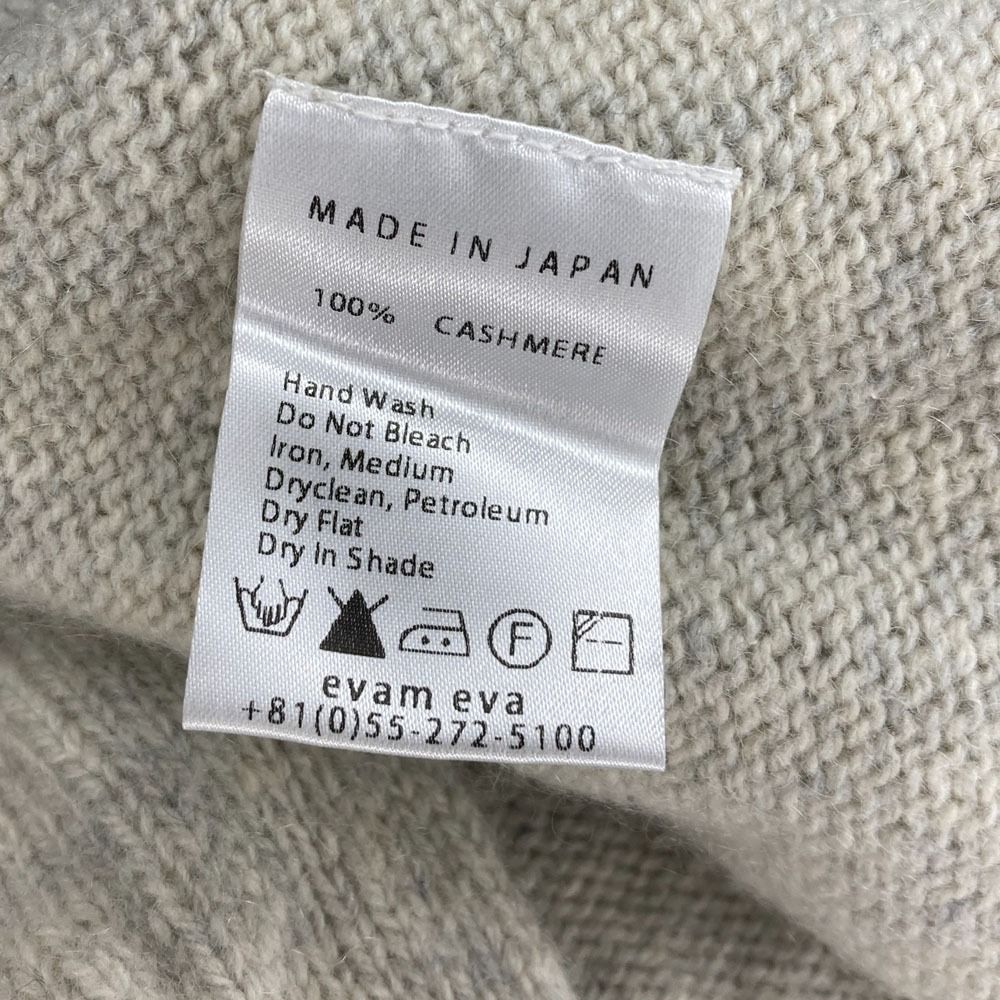 MADE IN JAPAN
100% CASHMERE
Hand Wash
Do Not Bleach
Iron, Medium
Dryclean, Petroleum
Dry Flat
Dry In Shade
F
evam eva
+81(0)55-272-5100